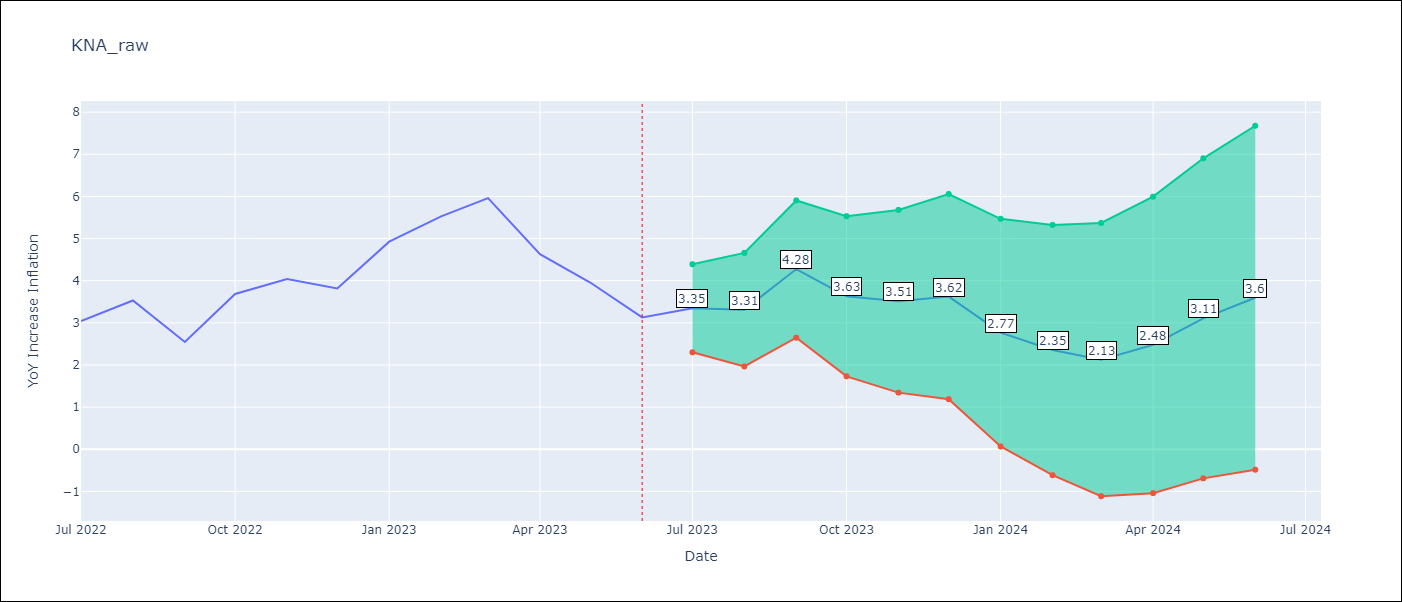 KNA_raw
8
7
6
5
4
3
2
1
0
−1
YoY Increase Inflation
3.35
3.31
4.28
3.63
3.51
3.62
2.77
2.35
2.13
2.48
3.11
3.6
Jul 2022
Oct 2022
Jan 2023
Apr 2023
Jul 2023
Oct 2023
Jan 2024
Apr 2024
Jul 2024
Date